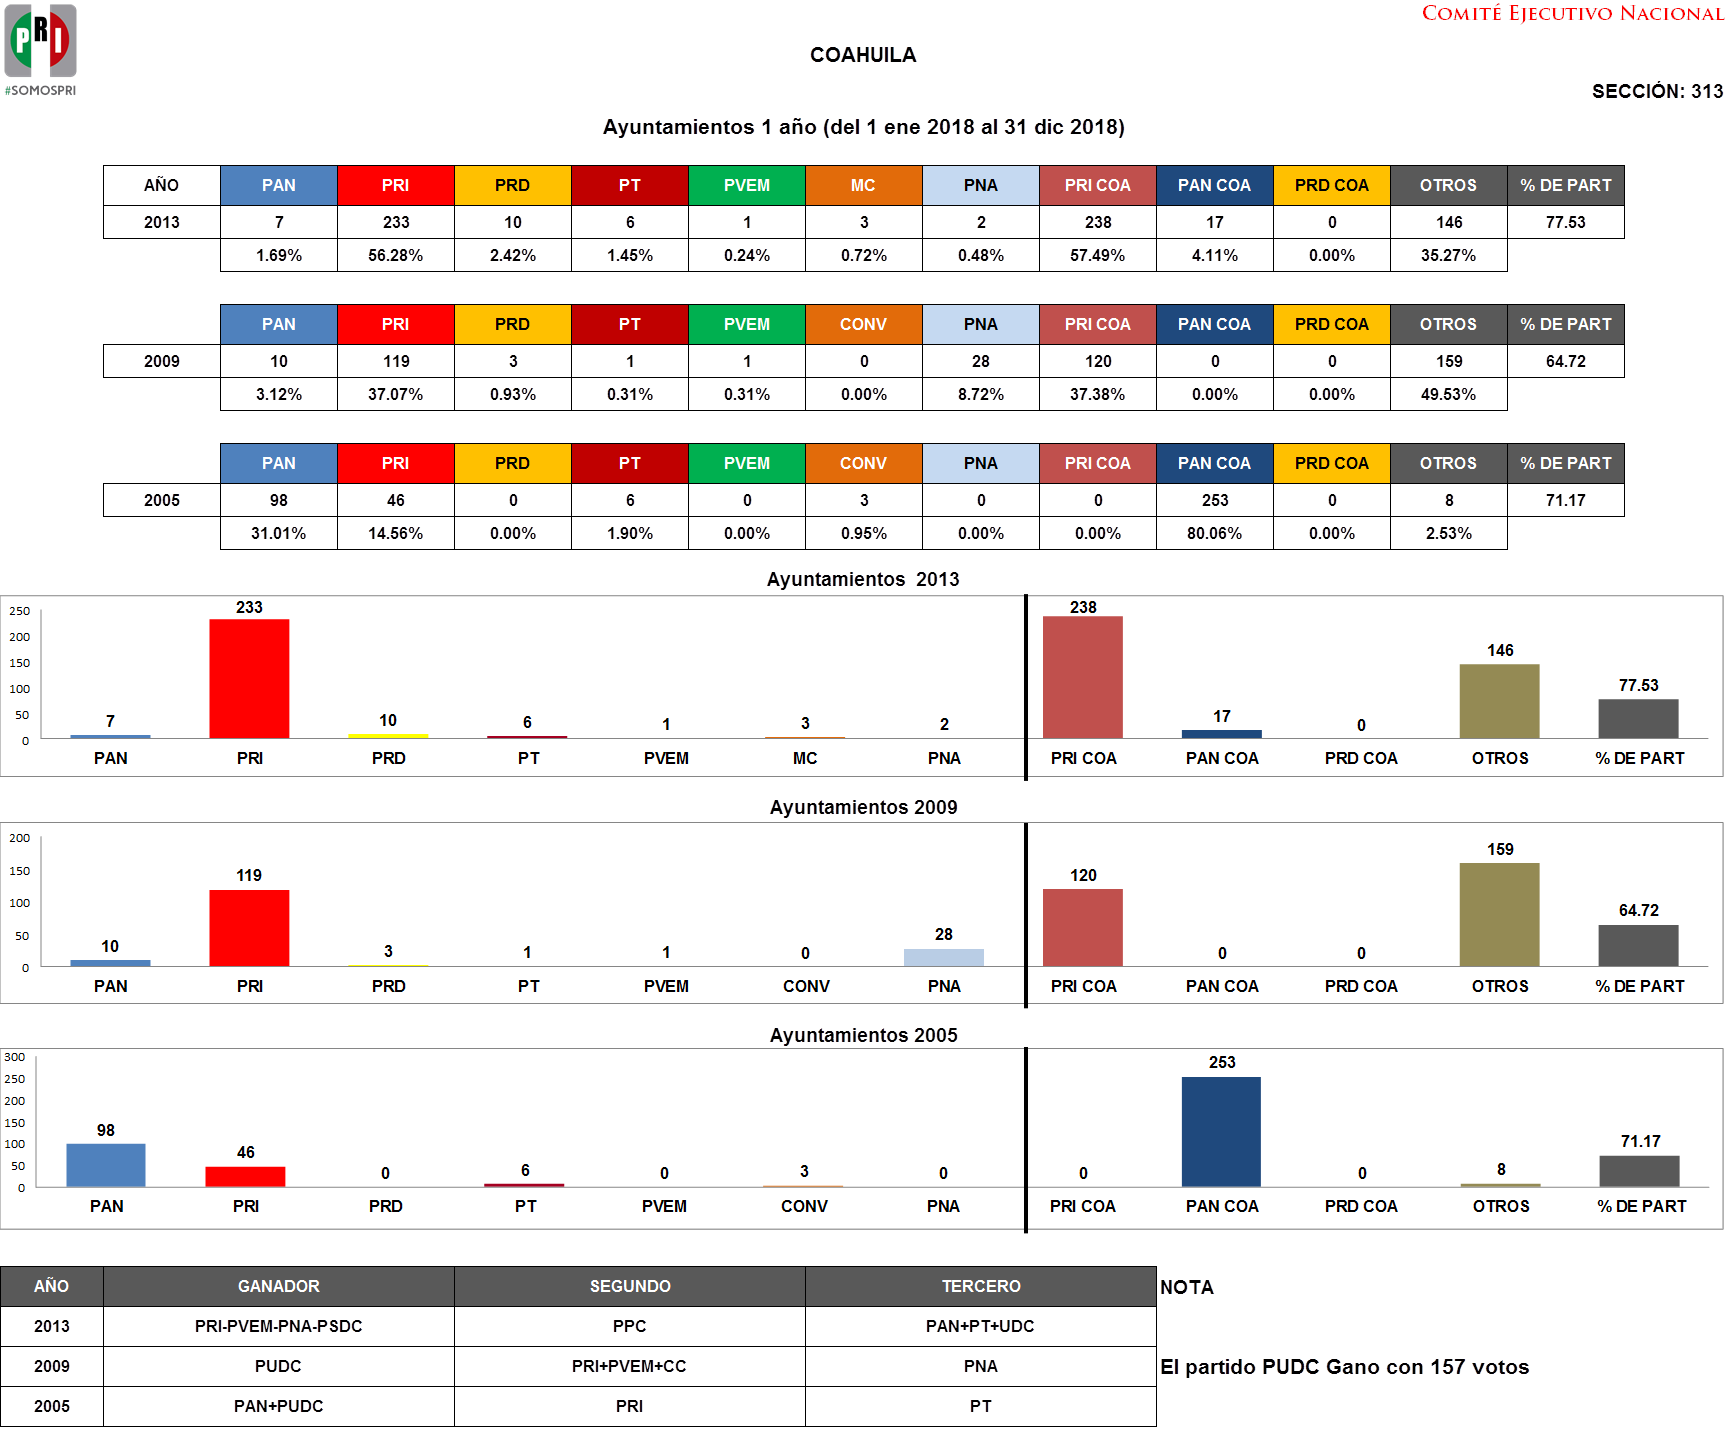 COMITÉ EJECUTIVO NACIONAL
PRI
#SOMOSPRI
COAHUILA
SECCIÓN: 313
Ayuntamientos 1 año (del 1 ene 2018 al 31 dic 2018)
AÑO PAN PRI PRD PT PVEM MC PNA PRI COA PAN COA PRD COA OTROS % DE PART
2013 7 233 10 6 1 3 2 238 17 0 146 77.53
1.69% 56.28% 2.42% 1.45% 0.24% 0.72% 0.48% 57.49% 4.11% 0.00% 35.27%
PAN PRI PRD PT PVEM CONV PNA PRI COA PAN COA PRD COA OTROS % DE PART
2009 10 119 3 1 1 0 28 120 0 0 159 64.72
3.12% 37.07% 0.93% 0.31% 0.31% 0.00% 8.72% 37.38% 0.00% 0.00% 49.53%
PAN PRI PRD PT PVEM CONV PNA PRI COA PAN COA PRD COA OTROS % DE PART
2005 98 46 0 6 0 3 0 0 253 0 8 71.17
31.01% 14.56% 0.00% 1.90% 0.00% 0.95% 0.00% 0.00% 80.06% 0.00% 2.53%
Ayuntamientos 2013
250
200
150
100
50
0
7 233 10 6 1 3 2 238 17 0 146 77.53
PAN PRI PRD PT PVEM MC PNA PRI COA PAN COA PRD COA OTROS % DE PART
Ayuntamientos 2009
200
150
100
50
0
10 119 3 1 1 0 28 120 0 0 159 64.72
PAN PRI PRD PT PVEM CONV PNA PRI COA PAN COA PRD COA OTROS % DE PART
Ayuntamientos 2005
300
250
200
150
100
50
0
98 46 0 6 0 3 0 0 253 0 8 71.17
PAN PRI PRD PT PVEM CONV PNA PRI COA PAN COA PRD COA OTROS % DE PART
AÑO GANADOR SEGUNDO TERCERO NOTA
2013 PRI-PVEM-PNA-PSDC PPC PAN+PT+UDC
2009 PUDC PRI+PVEM+CC PNA El partido PUDC Gano con 157 votos
2005 PAN+PUDC PRI PT